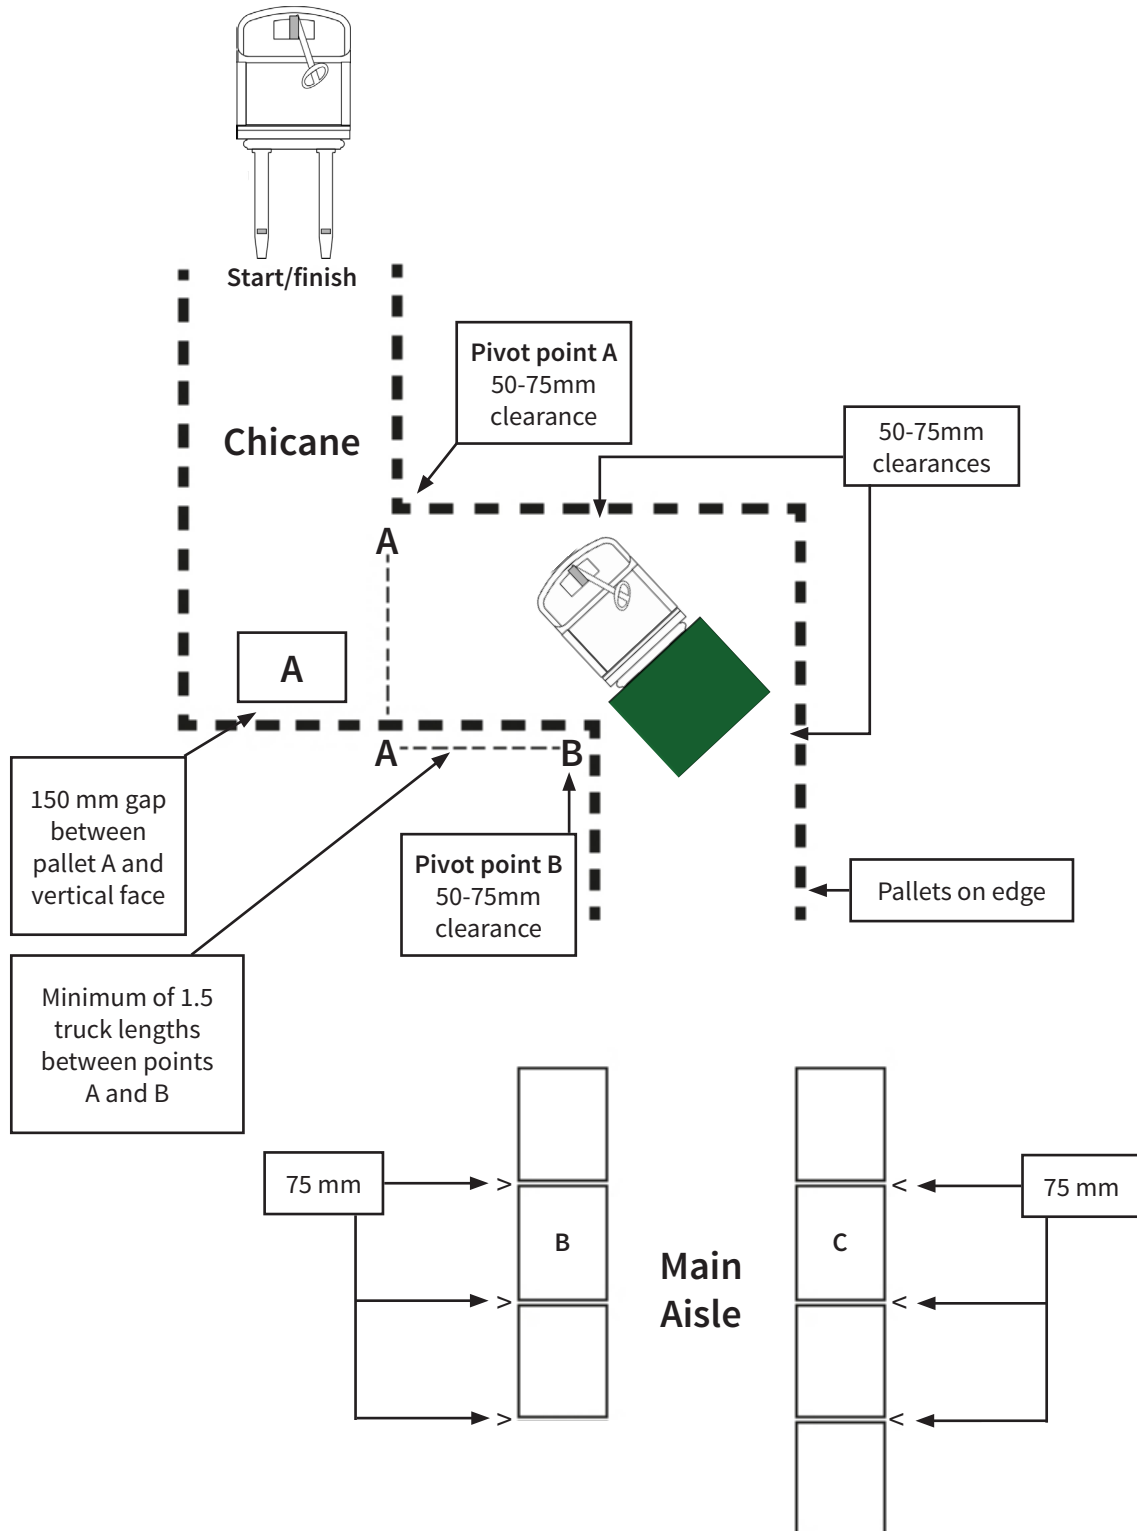 Start/finish
Pivot point A
50-75mm
clearance
50-75mm
clearances
Chicane
A
A
A
B
150 mm gap
between
pallet A and
vertical face
Pivot point B
50-75mm
clearance
Pallets on edge
Minimum of 1.5
truck lengths
between points
A and B
75 mm
>
<
75 mm
B
C
Main
Aisle
>
<
>
<